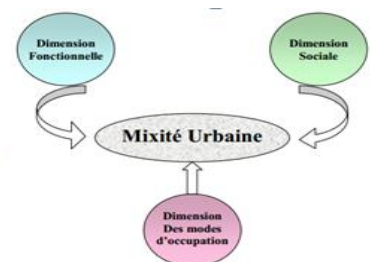 Dimension
Fonctionnelle
Dimension
Sociale
Mixité Urbaine
Dimension
Des modes
d'occupation